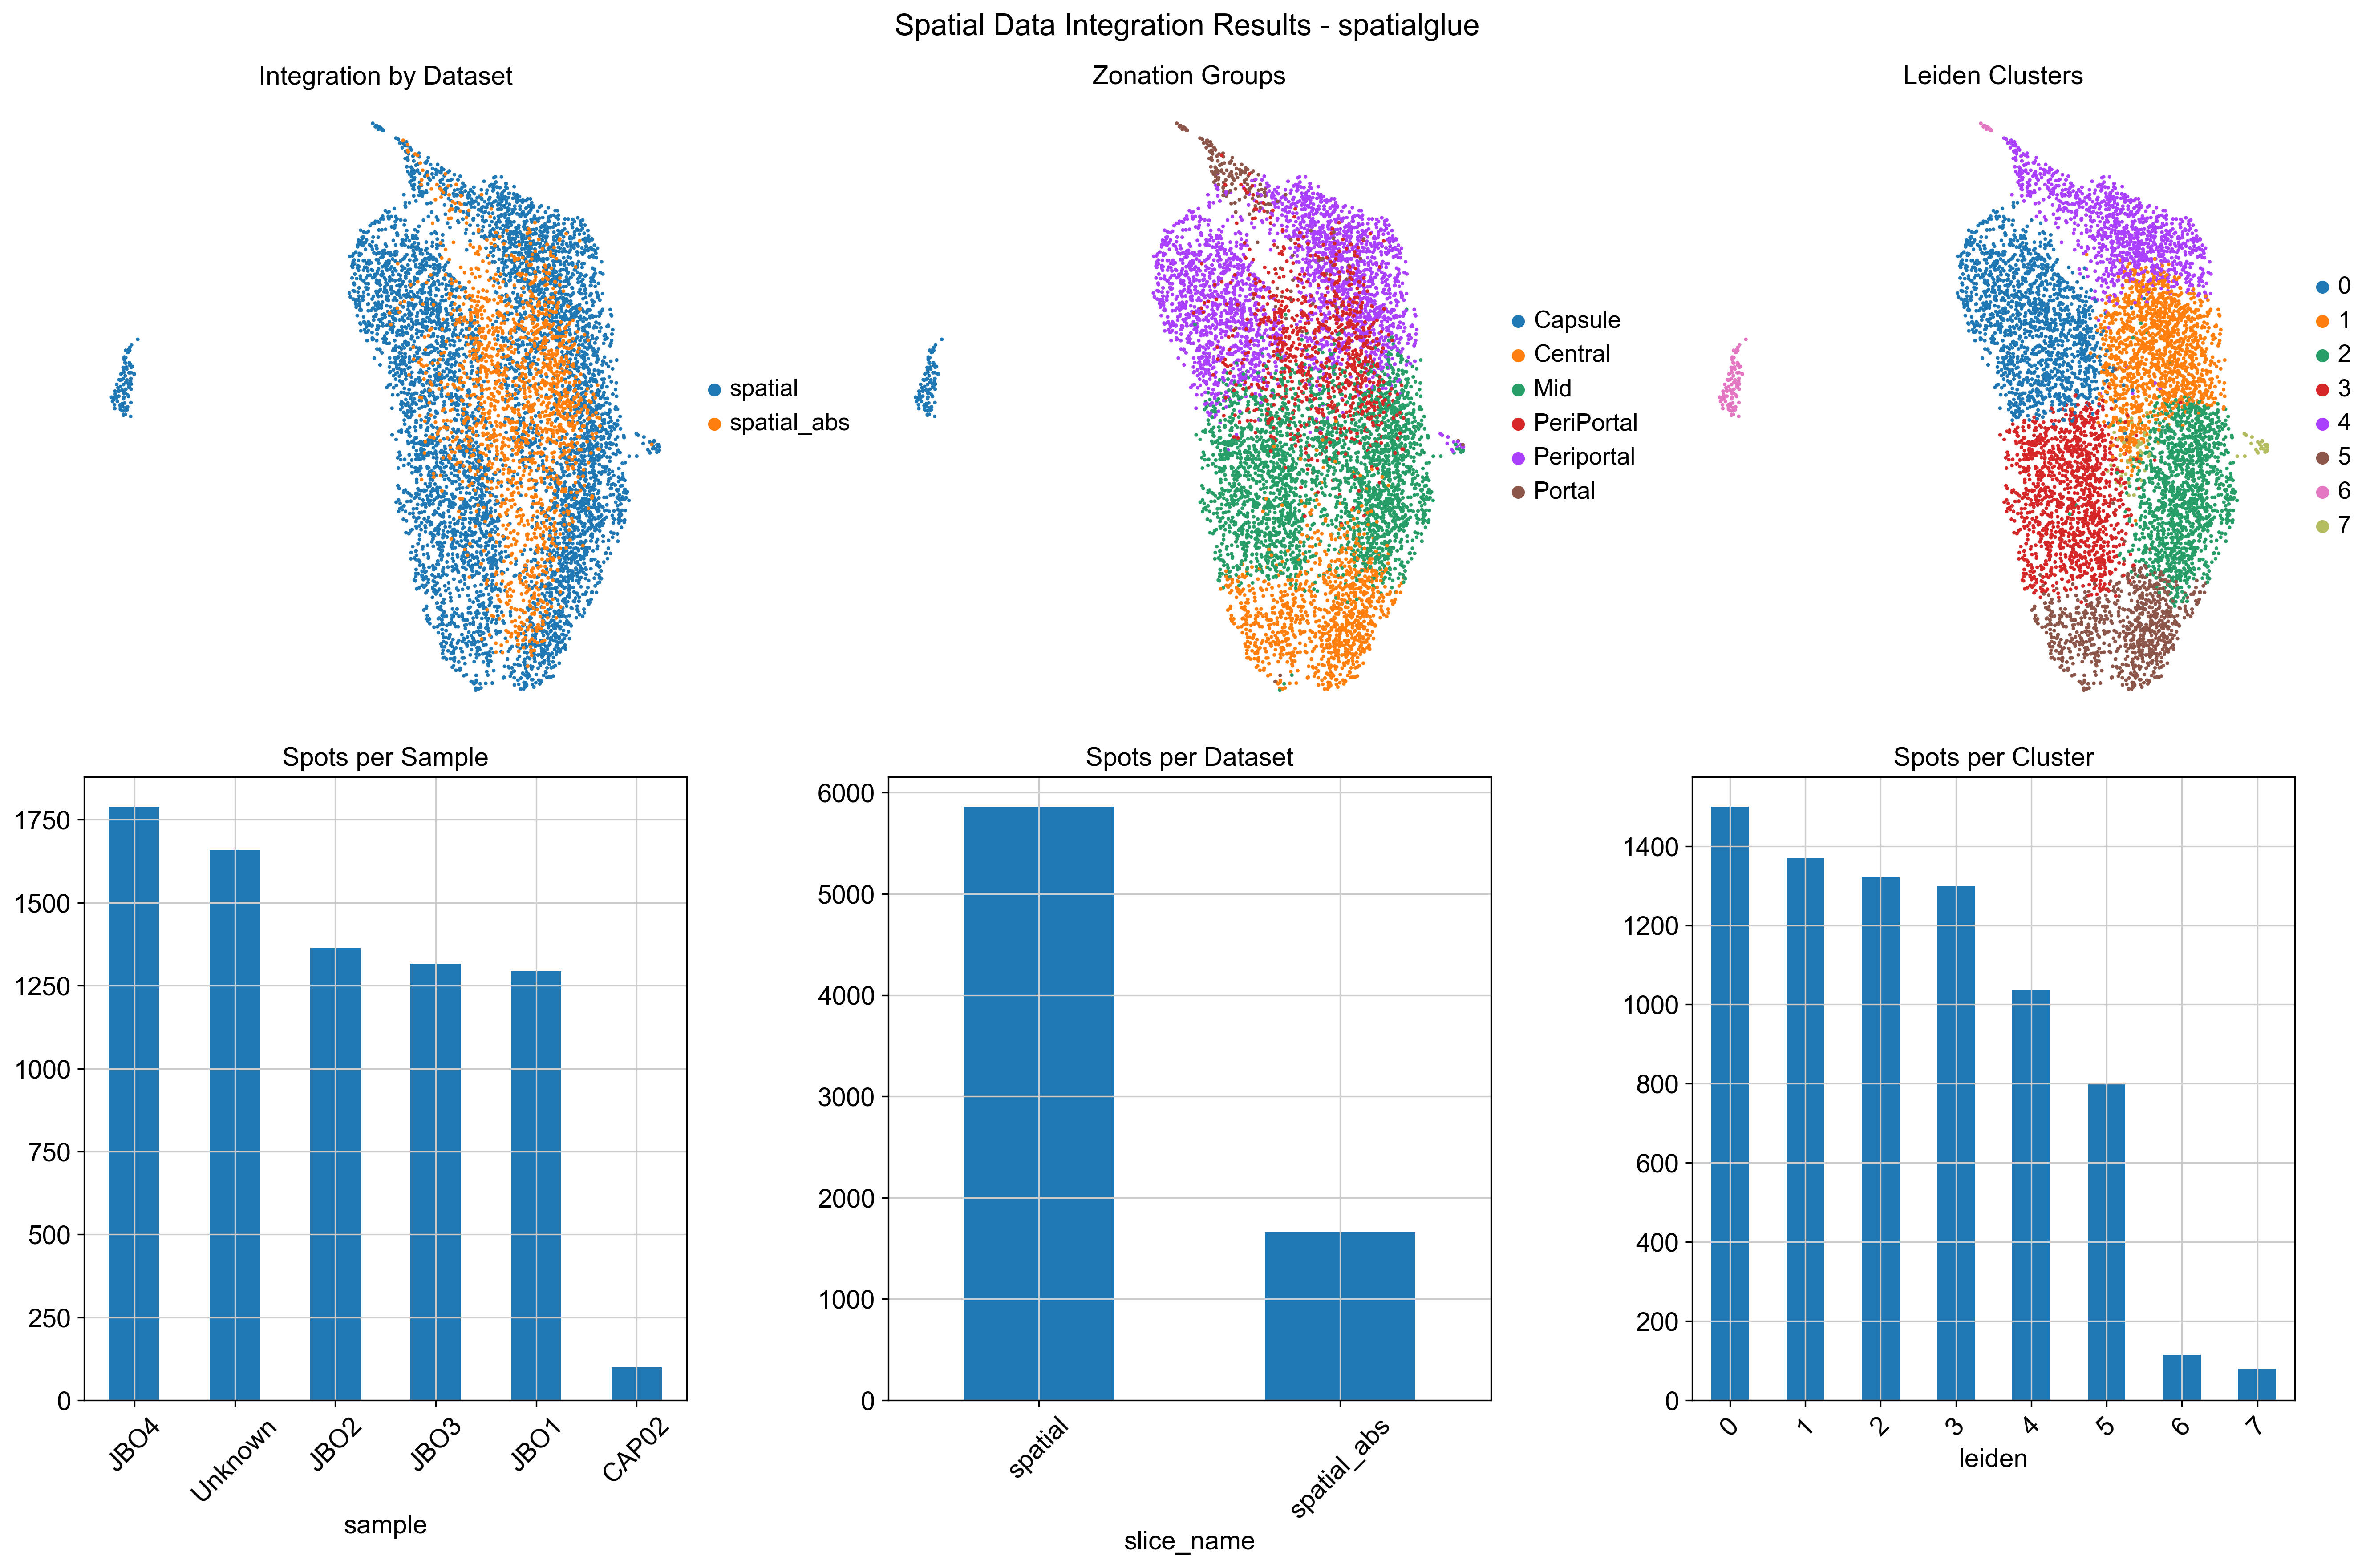 Spatial Data Integration Results - spatialglue
Integration by Dataset
spatial
spatial_abs
Zonation Groups
Capsule
Central
Mid
PeriPortal
Periportal
Portal
Leiden Clusters
0
1
2
3
4
5
6
7
Spots per Sample
1750
1500
1250
1000
750
500
250
0
JBO4
Unknown
JBO2
JBO3
JBO1
CAP02
sample
Spots per Dataset
6000
5000
4000
3000
2000
1000
0
spatial
spatial_abs
slice_name
Spots per Cluster
1400
1200
1000
800
600
400
200
0
0
1
2
3
4
5
6
7
leiden